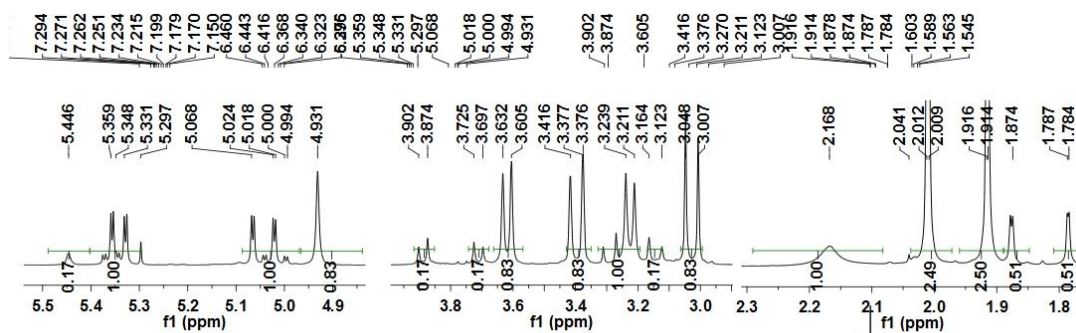 7.294 7.271 7.262 7.251 7.234 7.215 7.199 7.179 7.170 7.150 6.460 6.443 6.416 6.368 6.340 6.323 5.359 5.348 5.331 5.297 5.068 5.018 5.000 4.994 4.931 3.902 3.874 3.605 3.416 3.376 3.270 3.211 3.123 3.007 1.916 1.914 1.878 1.874 1.787 1.784 1.603 1.589 1.563 1.545
5.446 5.359 5.348 5.331 5.297 5.068 5.024 5.018 5.000 4.994 4.931 3.902 3.874 3.725 3.697 3.632 3.605 3.416 3.377 3.376 3.239 3.211 3.164 3.123 3.048 3.007 2.168 2.041 2.012 2.009 1.916 1.914 1.874 1.787 1.784
0.17 1.00 1.00 0.83 0.17 0.17 0.83 0.83 1.00 0.17 0.83 1.00 2.49 2.50 0.51 0.51
5.6 5.5 5.4 5.3 5.2 5.1 5.0 4.9 3.8 3.6 3.4 3.2 3.0 2.3 2.2 2.1 2.0 1.9 1.8
f1 (ppm) f1 (ppm) f1 (ppm)